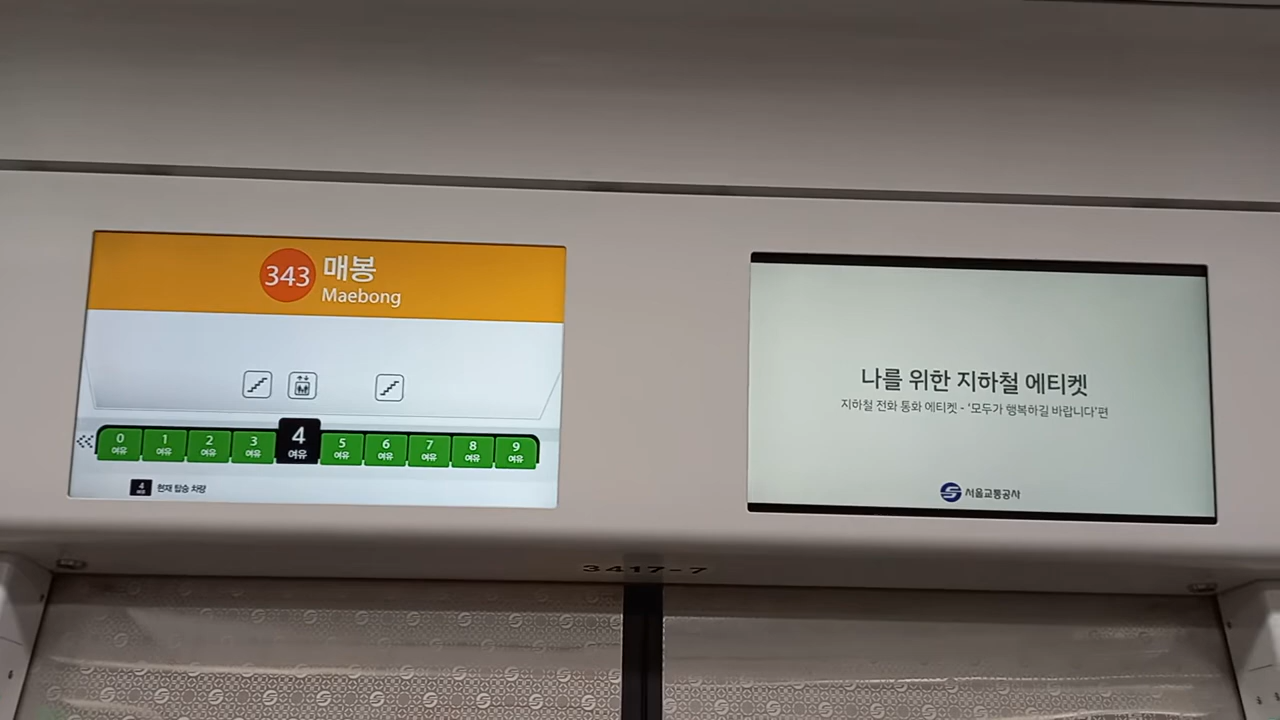 343 매봉
Maebong
0 1 2 3 4 5 6 7 8 9
여유 여유 여유 여유 여유 여유 여유 여유 여유 여유
4 현재 탑승 차량
여유
나를 위한 지하철 에티켓
지하철 전화 통화 에티켓 - '모두가 행복하길 바랍니다'편
서울교통공사
3417-7